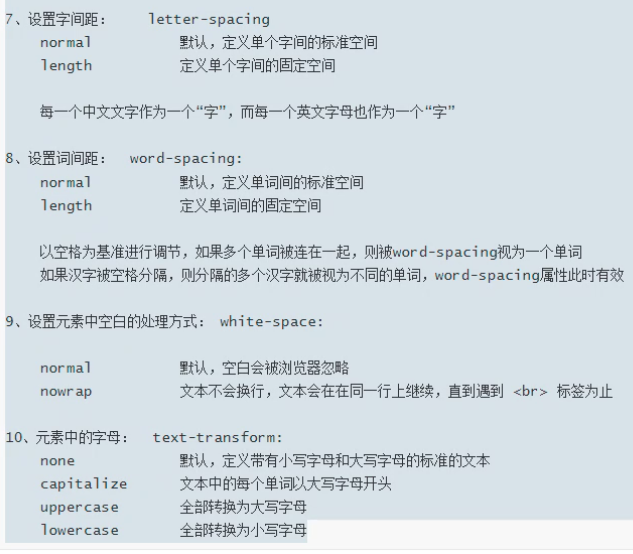 7、设置字间距： letter-spacing
normal 默认，定义单个字间的标准空间
length 定义单个字间的固定空间
每一个中文文字作为一个“字”，而每一个英文字母也作为一个“字”
8、设置词间距： word-spacing:
normal 默认，定义单词间的标准空间
length 定义单词间的固定空间
以空格为基准进行调节，如果多个单词被连在一起，则被word-spacing视为一个单词
如果汉字被空格分隔，则分隔的多个汉字就被视为不同的单词，word-spacing属性此时有效
9、设置元素中空白的处理方式： white-space:
normal 默认，空白会被浏览器忽略
nowrap 文本不会换行，文本会在在同一行上继续，直到遇到 <br> 标签为止
10、元素中的字母： text-transform:
none 默认，定义带有小写字母和大写字母的标准的文本
capitalize 文本中的每个单词以大写字母开头
uppercase 全部转换为大写字母
lowercase 全部转换为小写字母